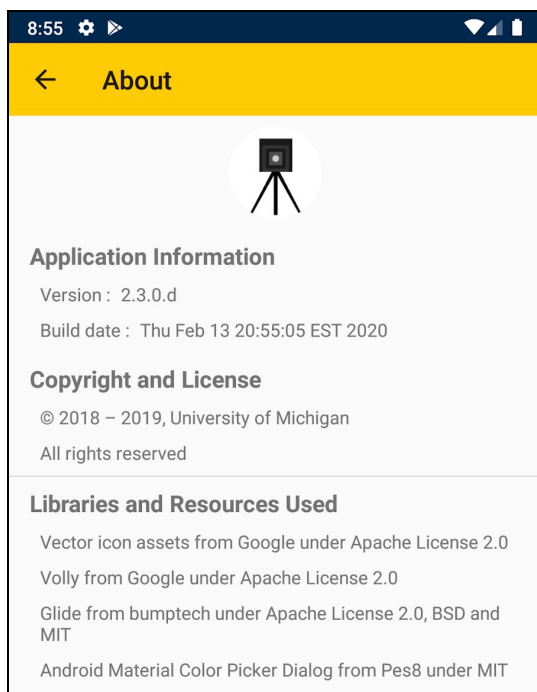 8:55
About
Application Information
Version : 2.3.0.d
Build date : Thu Feb 13 20:55:05 EST 2020
Copyright and License
© 2018 – 2019, University of Michigan
All rights reserved
Libraries and Resources Used
Vector icon assets from Google under Apache License 2.0
Volly from Google under Apache License 2.0
Glide from bumptech under Apache License 2.0, BSD and
MIT
Android Material Color Picker Dialog from Pes8 under MIT